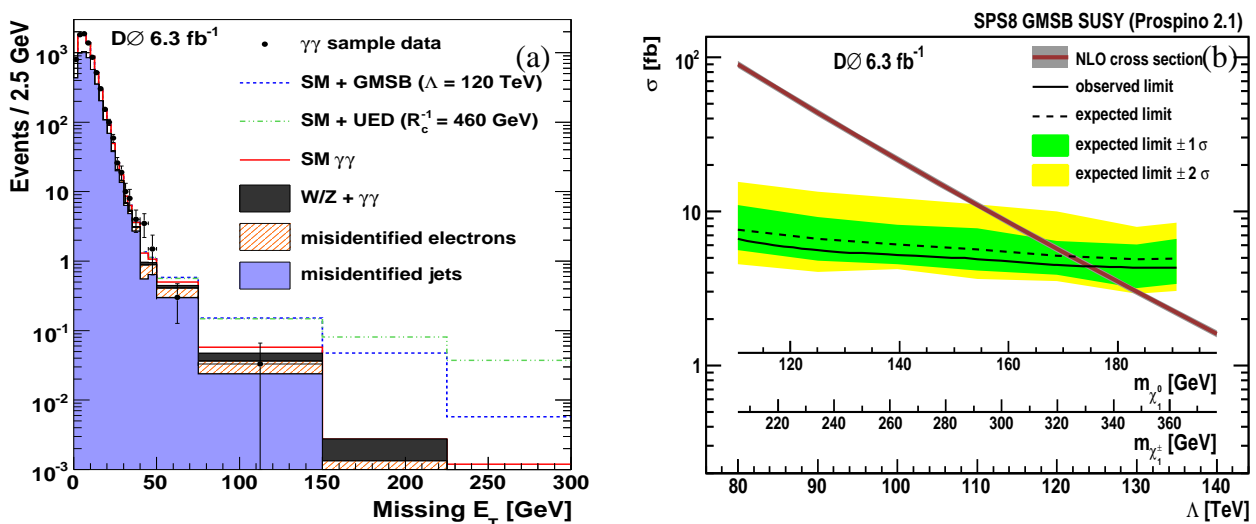 DØ 6.3 fb⁻¹
(a)
γγ sample data
SM + GMSB (Λ = 120 TeV)
SM + UED (R_c⁻¹ = 460 GeV)
SM γγ
W/Z + γγ
misidentified electrons
misidentified jets
Events / 2.5 GeV
10³
10²
10
1
10⁻¹
10⁻²
10⁻³
0 50 100 150 200 250 300
Missing E_T [GeV]
SPS8 GMSB SUSY (Prospino 2.1)
DØ 6.3 fb⁻¹
(b)
NLO cross section
observed limit
expected limit
expected limit ± 1 σ
expected limit ± 2 σ
σ [fb]
10²
10
1
120 140 160 180
m_χ₁⁰ [GeV]
220 240 260 280 300 320 340 360
m_χ₁± [GeV]
80 90 100 110 120 130 140
Λ [TeV]